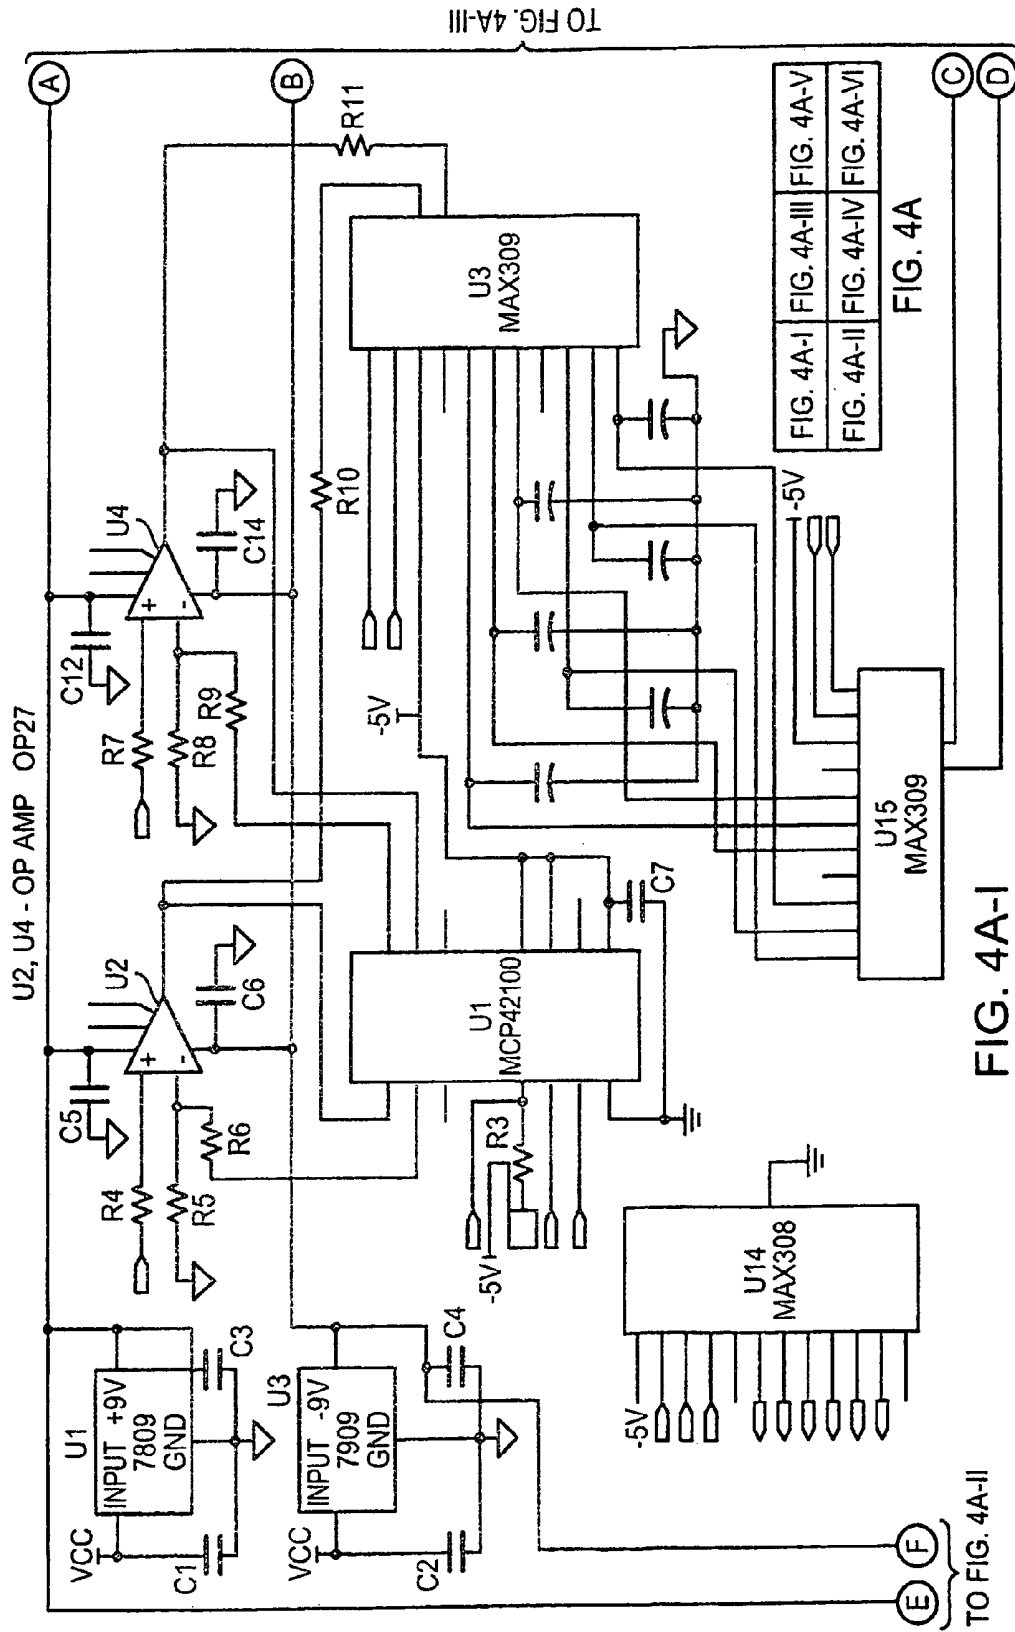 U2, U4 - OP AMP OP27
A
TO FIG. 4A-III
C5
U2
C12
U4
R4
+
-
R7
+
-
R5
R6
C6
R8
R9
C14
R11
B
VCC
U1
INPUT +9V
7809
GND
C1
C3
VCC
U3
INPUT -9V
7909
GND
C2
C4
R10
-5V
U1
MCP42100
R3
-5V
C7
U3
MAX309
-5V
U14
MAX308
U15
MAX309
-5V
FIG. 4A-I FIG. 4A-III FIG. 4A-V
FIG. 4A-II FIG. 4A-IV FIG. 4A-VI
FIG. 4A
C
D
E
F
TO FIG. 4A-II
FIG. 4A-I